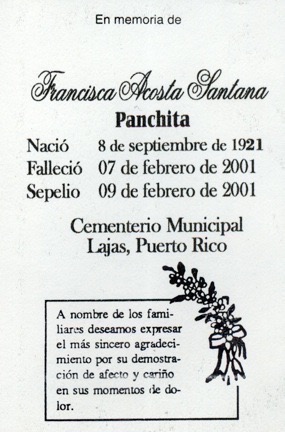 En memoria de
Francisca Acosta Santana
Panchita
Nació 8 de septiembre de 1921
Falleció 07 de febrero de 2001
Sepelio 09 de febrero de 2001
Cementerio Municipal
Lajas, Puerto Rico
A nombre de los fami-
liares deseamos expresar
el más sincero agradeci-
miento por su demostra-
ción de afecto y cariño
en sus momentos de do-
lor.